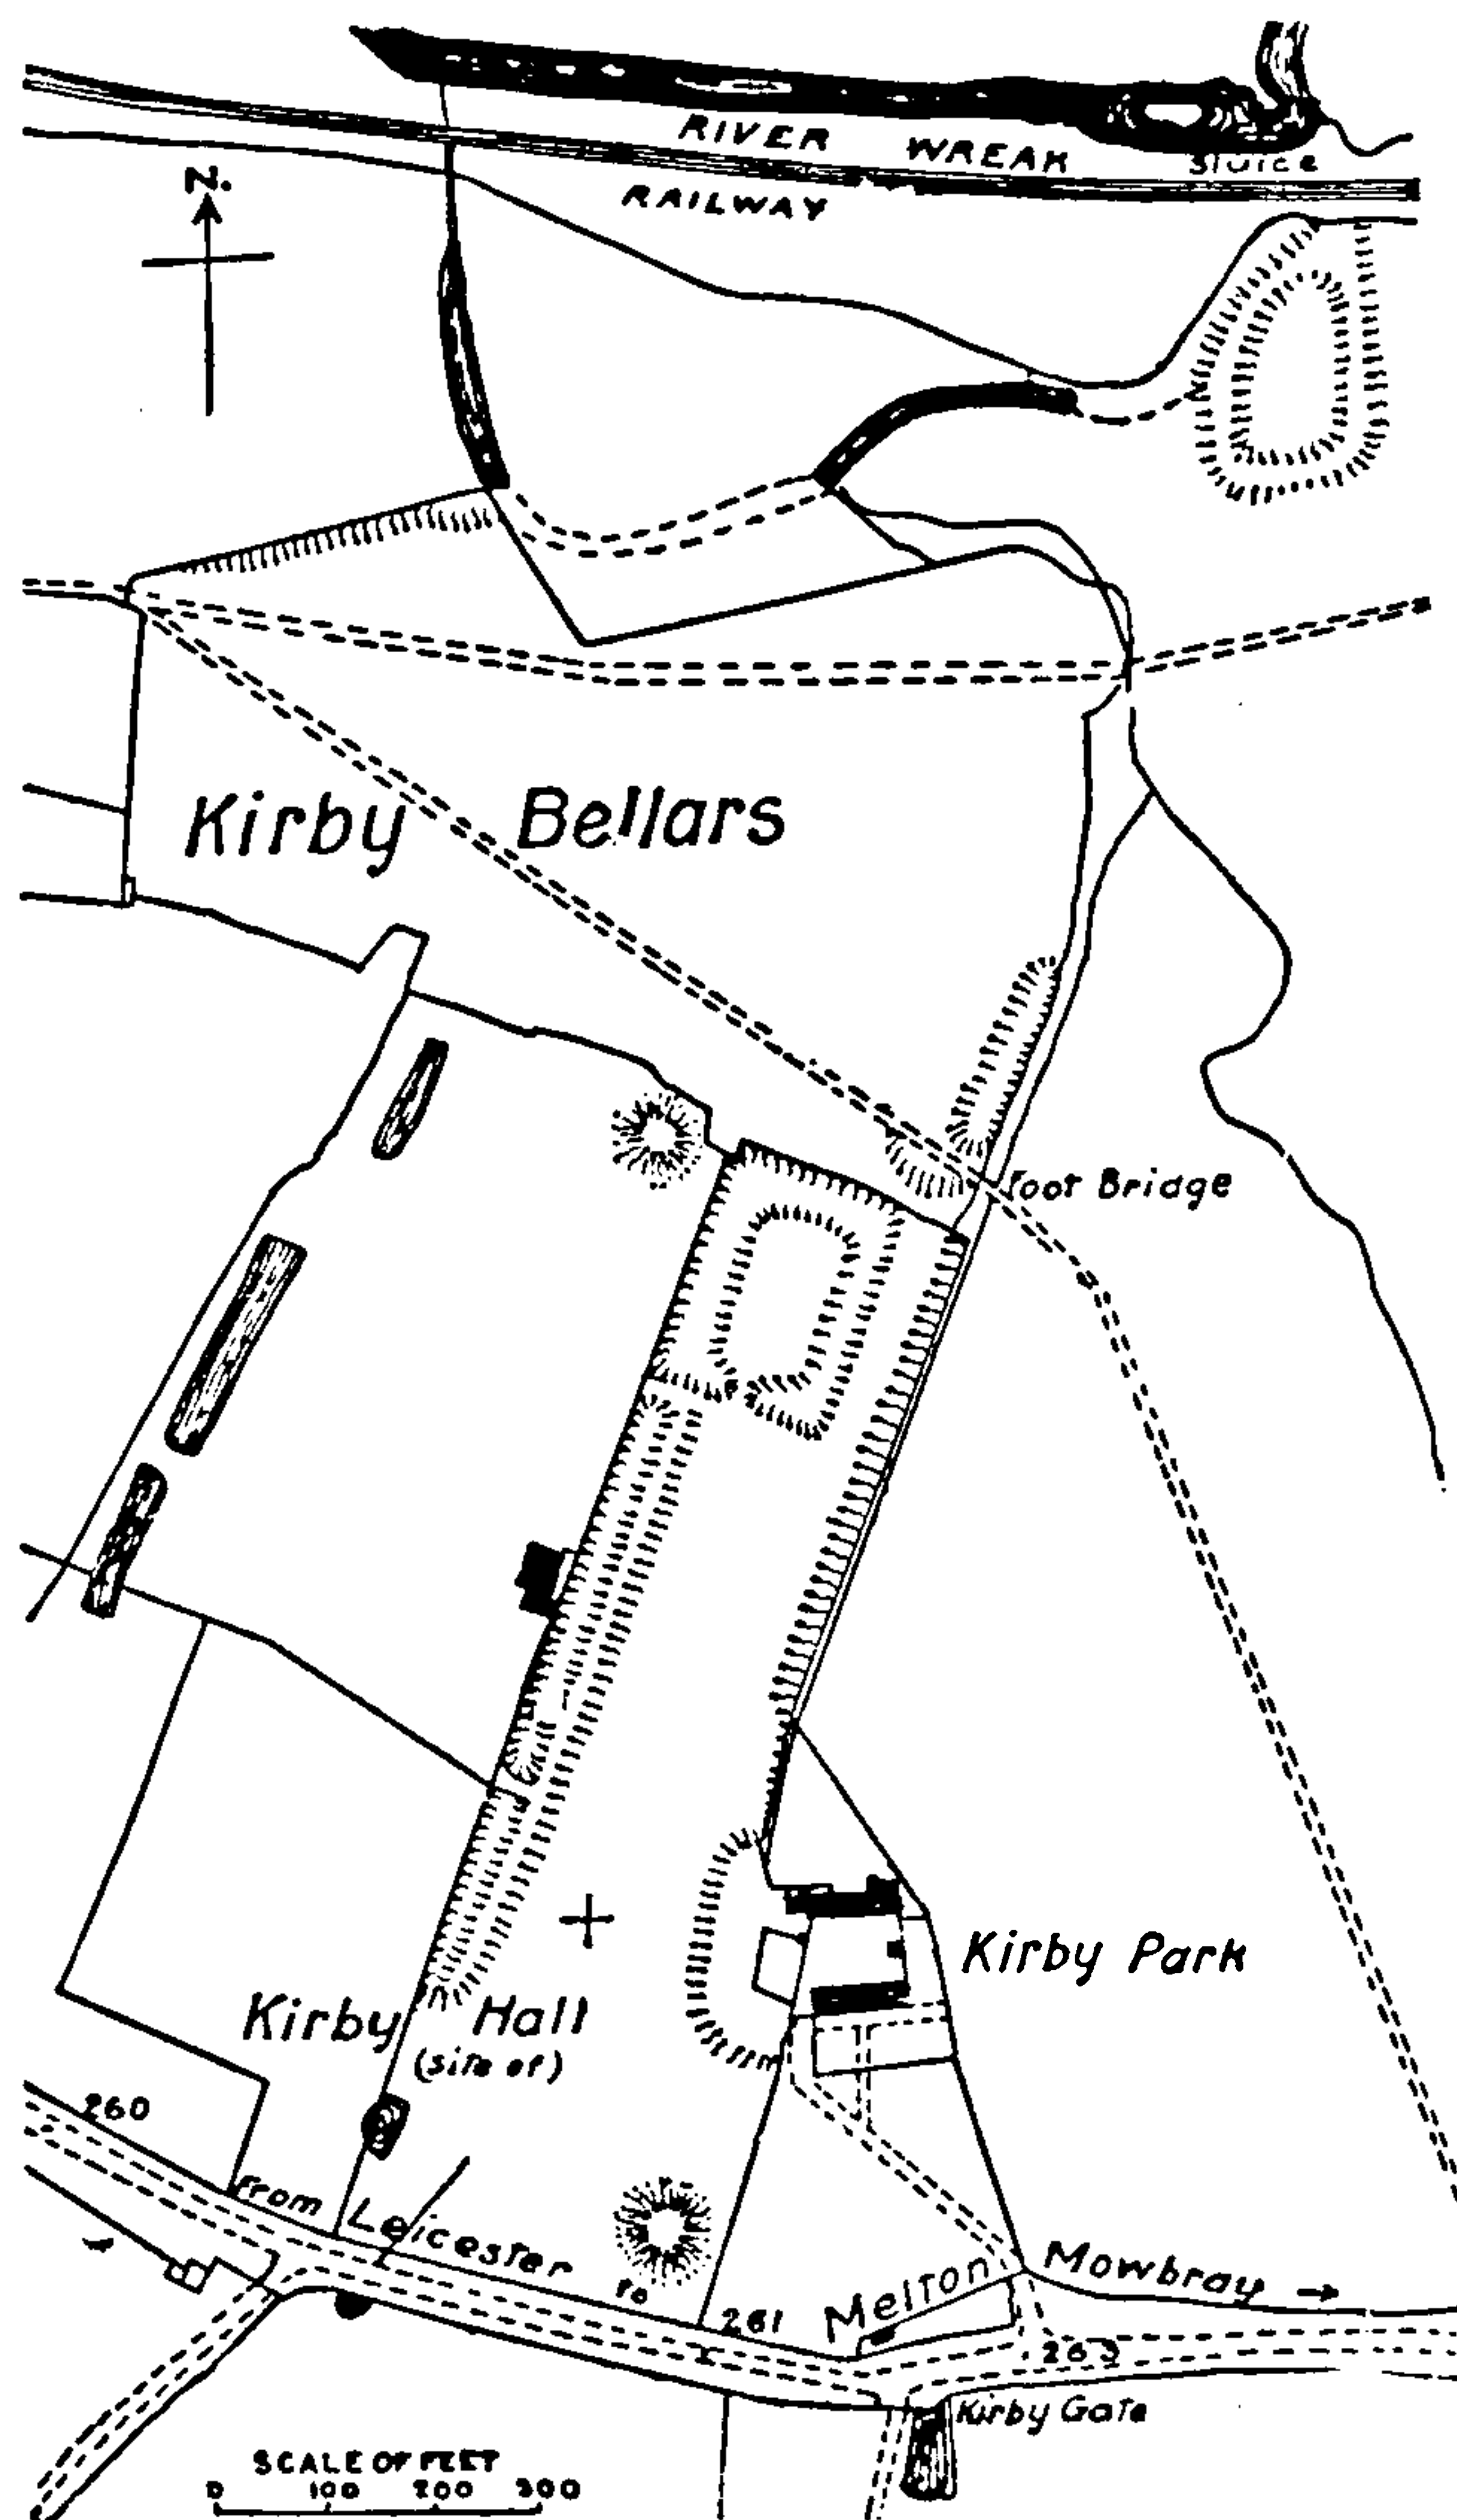 RIVER WREAK
Sluice
RAILWAY
N.
Kirby Bellars
Foot Bridge
Kirby Park
Kirby Hall
(site of)
260
From Leicester to Melton Mowbray →
261
263
Kirby Gate
SCALE OF FEET
0 100 200 300